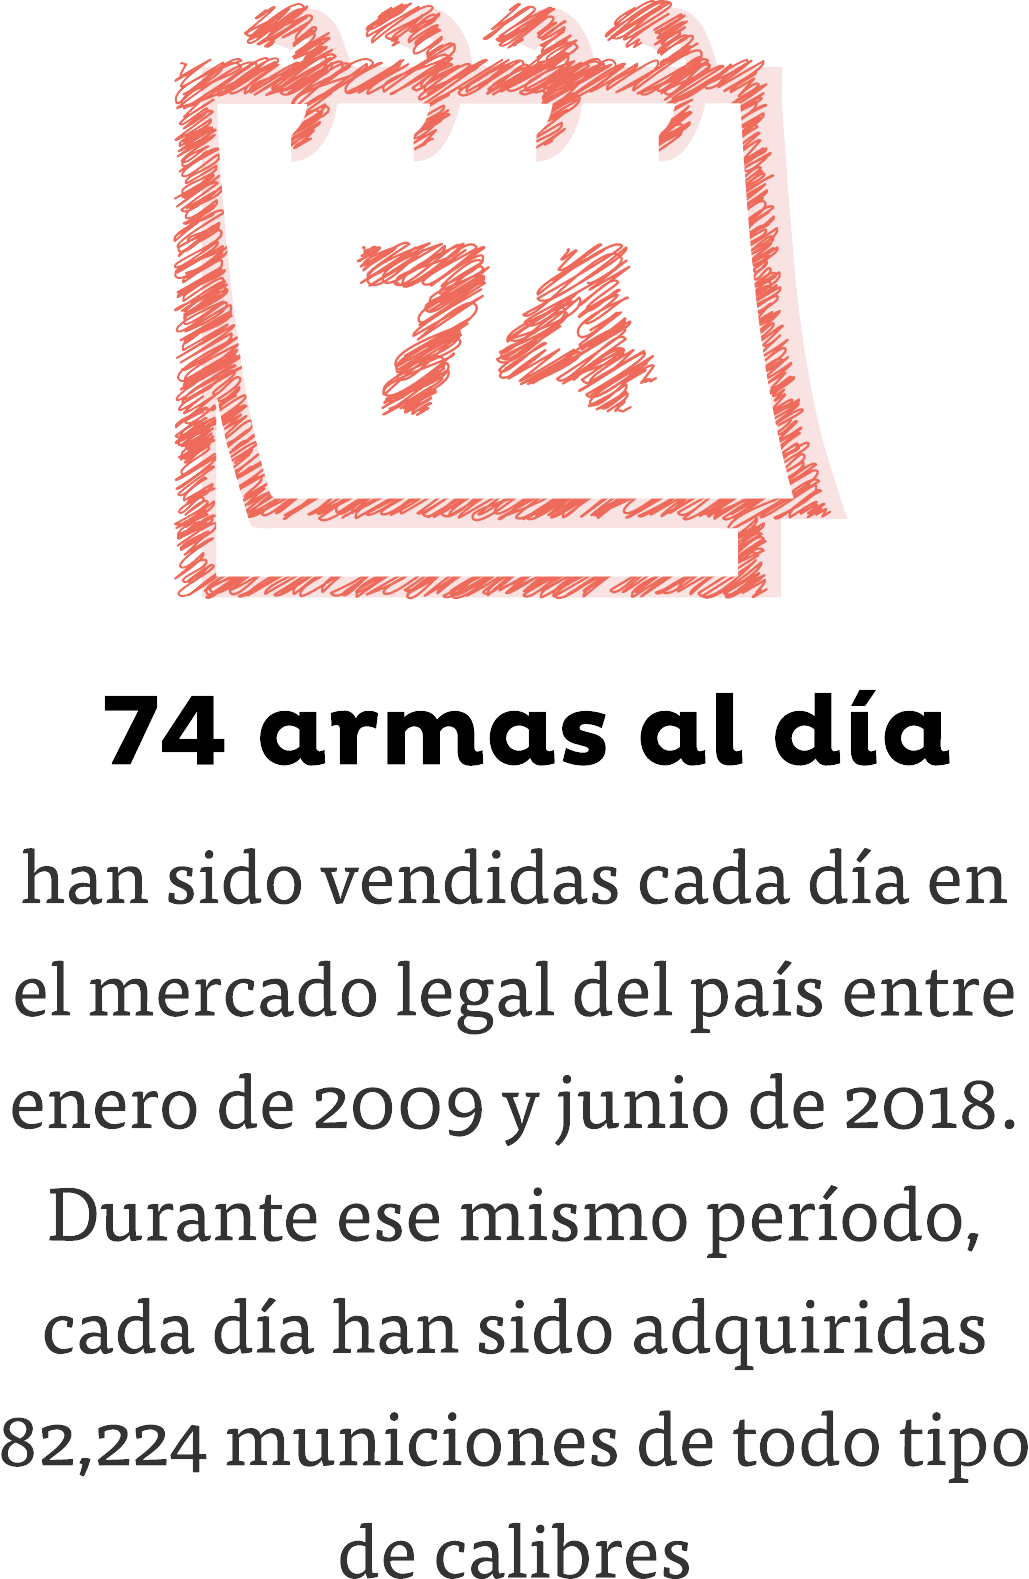 74
74 armas al día
han sido vendidas cada día en
el mercado legal del país entre
enero de 2009 y junio de 2018.
Durante ese mismo período,
cada día han sido adquiridas
82,224 municiones de todo tipo
de calibres